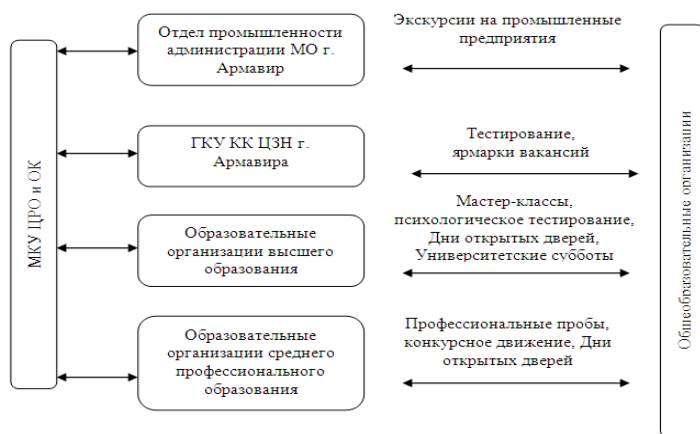 МКУ ЦРО и ОК
Отдел промышленности
администрации МО г.
Армавир
Экскурсии на промышленные
предприятия
ГКУ КК ЦЗН г.
Армавира
Тестирование,
ярмарки вакансий
Образовательные
организации высшего
образования
Мастер-классы,
психологическое тестирование,
Дни открытых дверей,
Университетские субботы
Образовательные
организации среднего
профессионального
образования
Профессиональные пробы,
конкурсное движение, Дни
открытых дверей
Общеобразовательные организации